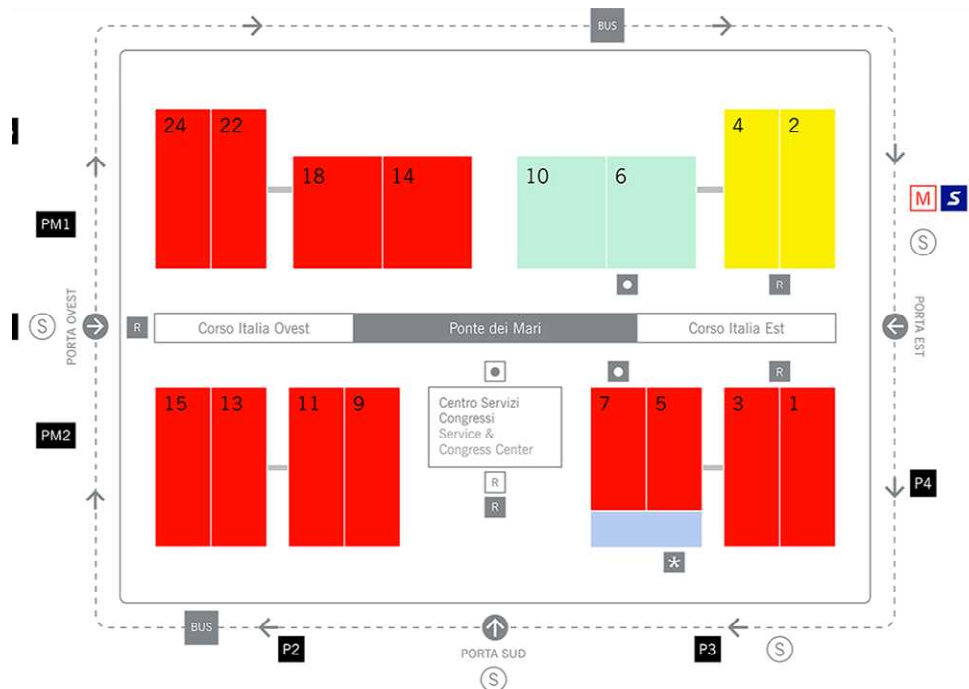 BUS
24
22
18
14
10
6
4
2
PM1
M
S
S
R
S
PORTA OVEST
R
Corso Italia Ovest
Ponte dei Mari
Corso Italia Est
PORTA EST
R
15
13
11
9
7
5
3
1
Centro Servizi
Congressi
Service &
Congress Center
PM2
R
R
P4
BUS
P2
PORTA SUD
S
P3
S